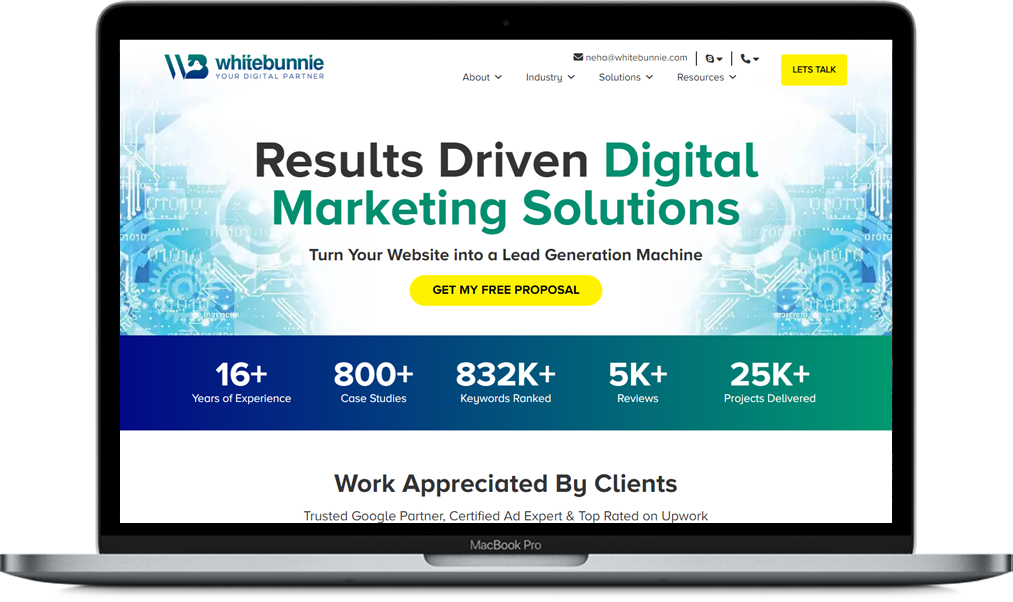 whitebunnie
YOUR DIGITAL PARTNER
neha@whitebunnie.com
LETS TALK
About
Industry
Solutions
Resources
Results Driven Digital
Marketing Solutions
Turn Your Website into a Lead Generation Machine
GET MY FREE PROPOSAL
16+
Years of Experience
800+
Case Studies
832K+
Keywords Ranked
5K+
Reviews
25K+
Projects Delivered
Work Appreciated By Clients
Trusted Google Partner, Certified Ad Expert & Top Rated on Upwork
MacBook Pro